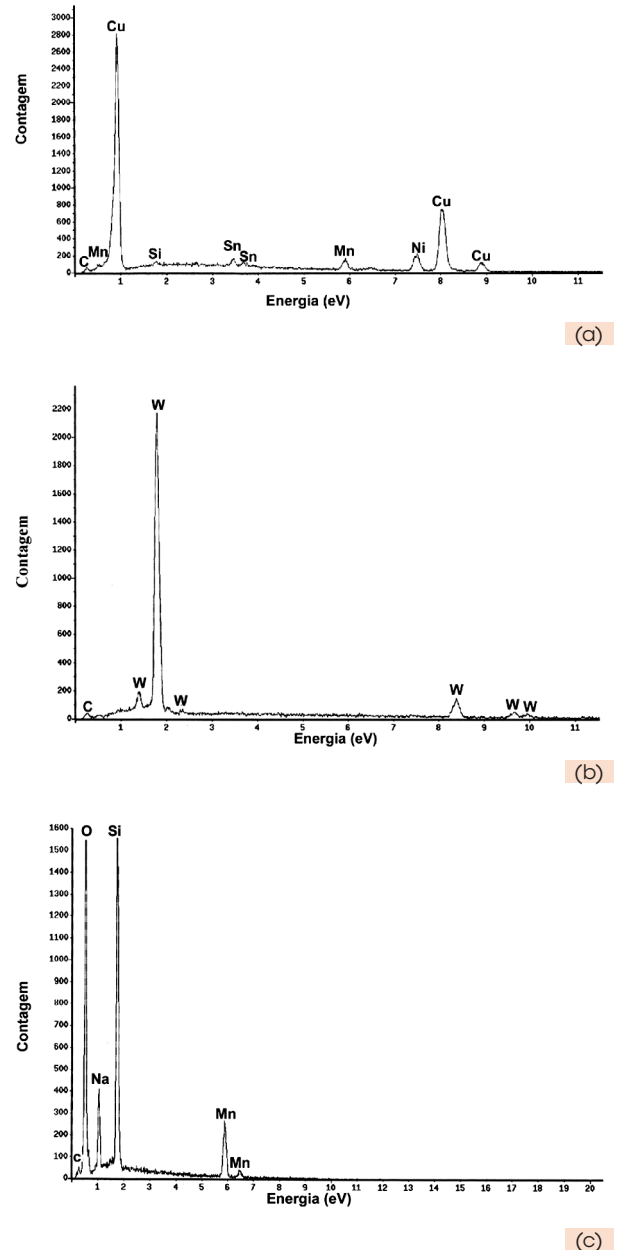 Contagem
3000
2800
2600
2400
2200
2000
1800
1600
1400
1200
1000
800
600
400
200
0
Cu
C
Mn
Si
Sn
Sn
Mn
Ni
Cu
Cu
1 2 3 4 5 6 7 8 9 10 11
Energia (eV)
(a)
Contagem
2200
2000
1800
1600
1400
1200
1000
800
600
400
200
0
W
C
W
W
W
W W
1 2 3 4 5 6 7 8 9 10 11
Energia (eV)
(b)
Contagem
1600
1500
1400
1300
1200
1100
1000
900
800
700
600
500
400
300
200
100
0
O Si
Na
c
Mn
Mn
1 2 3 4 5 6 7 8 9 10 11 12 13 14 15 16 17 18 19 20
Energia (eV)
(c)